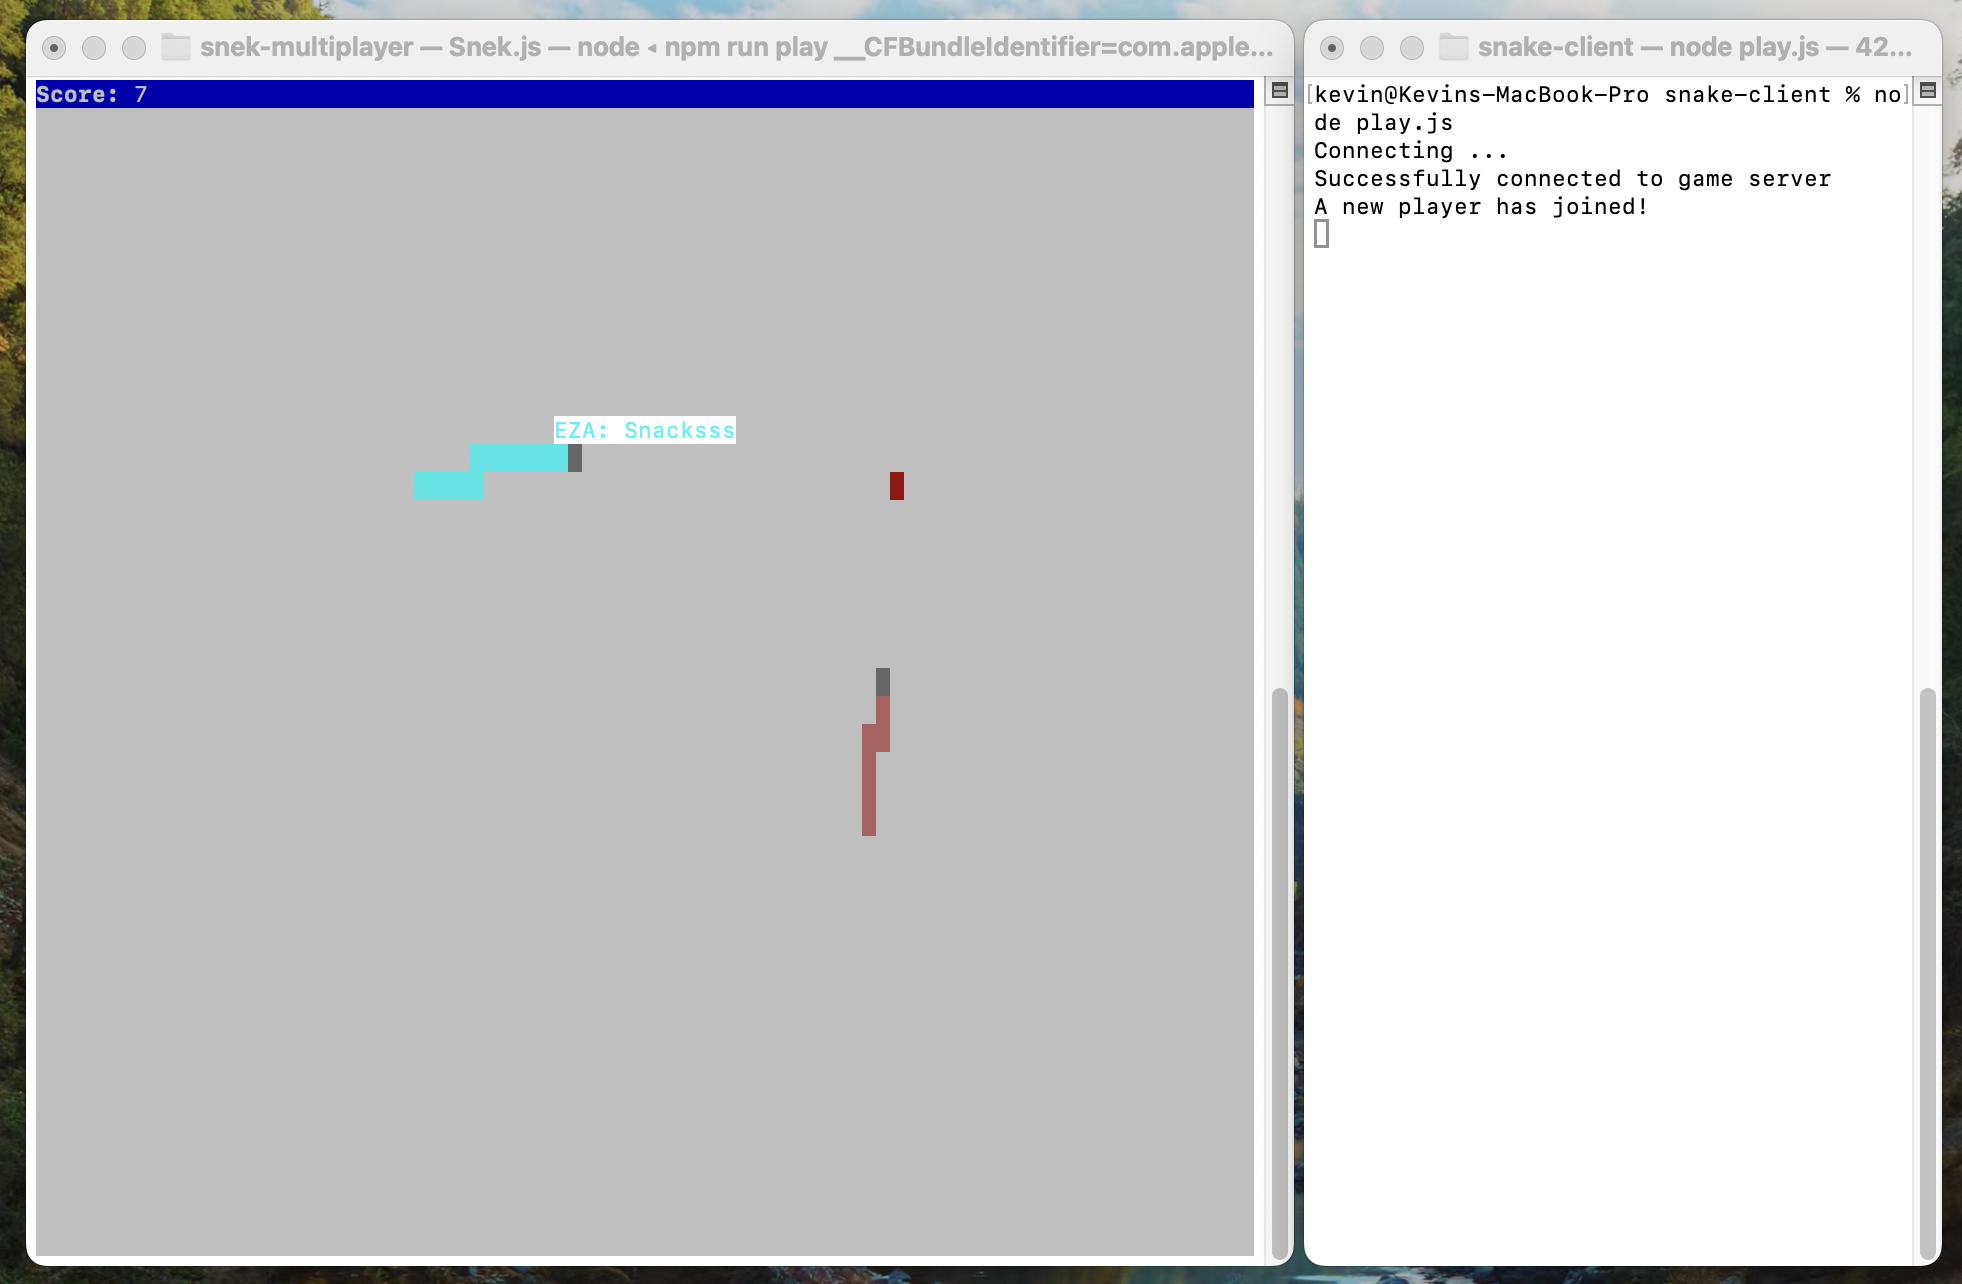 snek-multiplayer — Snek.js — node ◂ npm run play __CFBundleIdentifier=com.apple...
Score: 7
EZA: Snacksss
snake-client — node play.js — 42...
[kevin@Kevins-MacBook-Pro snake-client % no]
de play.js
Connecting ...
Successfully connected to game server
A new player has joined!